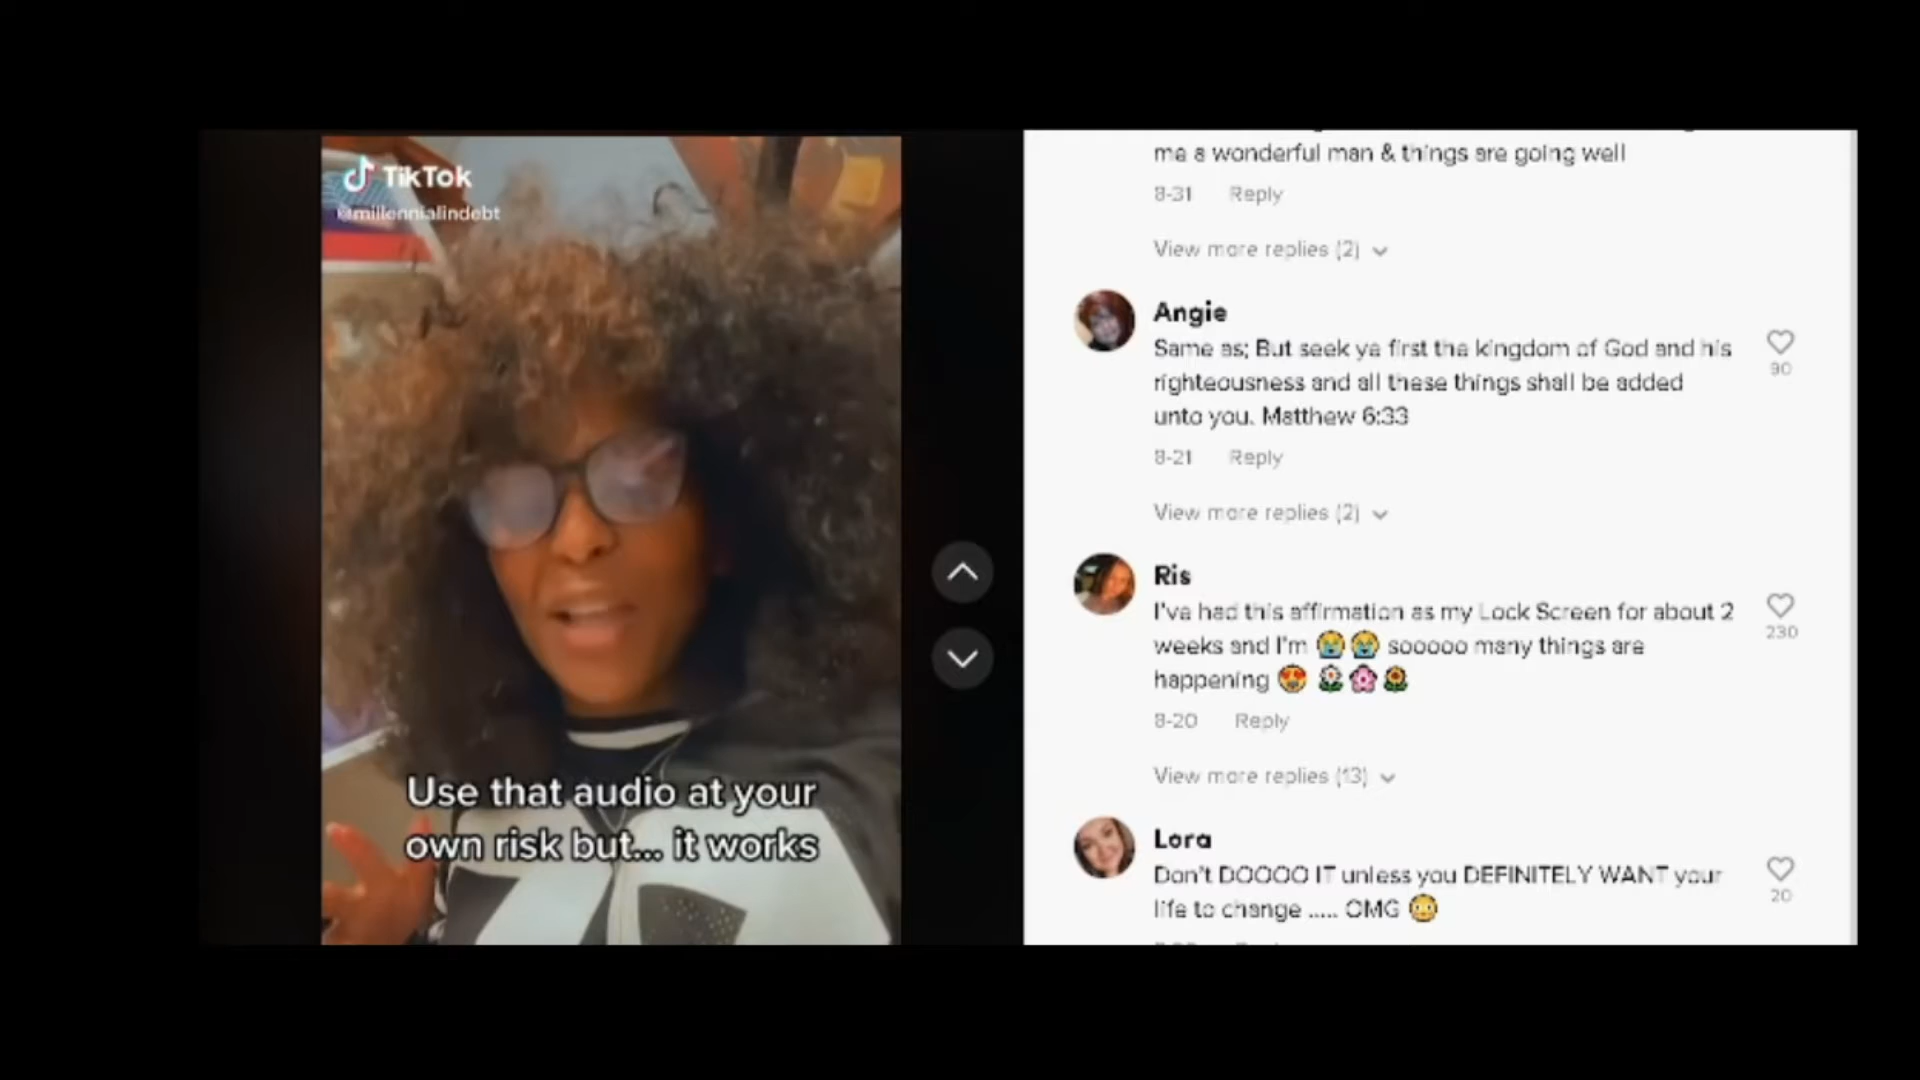 TikTok
@millennialindebt
Use that audio at your
own risk but... it works
me a wonderful man & things are going well
8-31 Reply
View more replies (2)
Angie
Same as; But seek ye first the kingdom of God and his
righteousness and all these things shall be added
unto you. Matthew 6:33
90
8-21 Reply
View more replies (2)
Ris
I've had this affirmation as my Lock Screen for about 2
weeks and I'm 😭😭 sooooo many things are
happening 😍 🌼🌸🌻
230
8-20 Reply
View more replies (13)
Lora
Don't DOOOO IT unless you DEFINITELY WANT your
life to change ..... OMG 😳
20